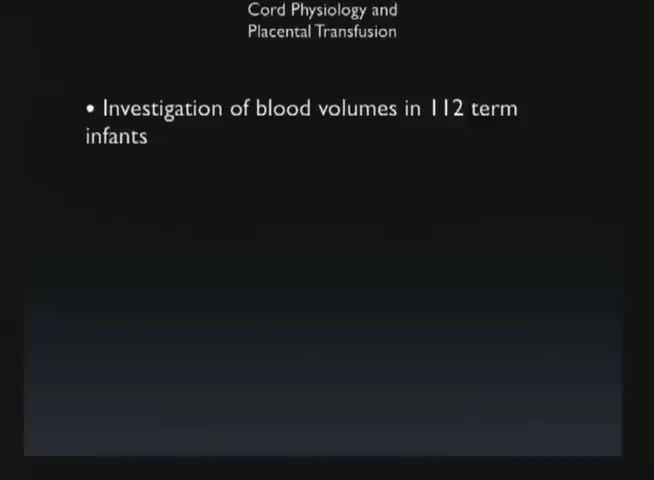 Cord Physiology and
Placental Transfusion
• Investigation of blood volumes in 112 term
infants